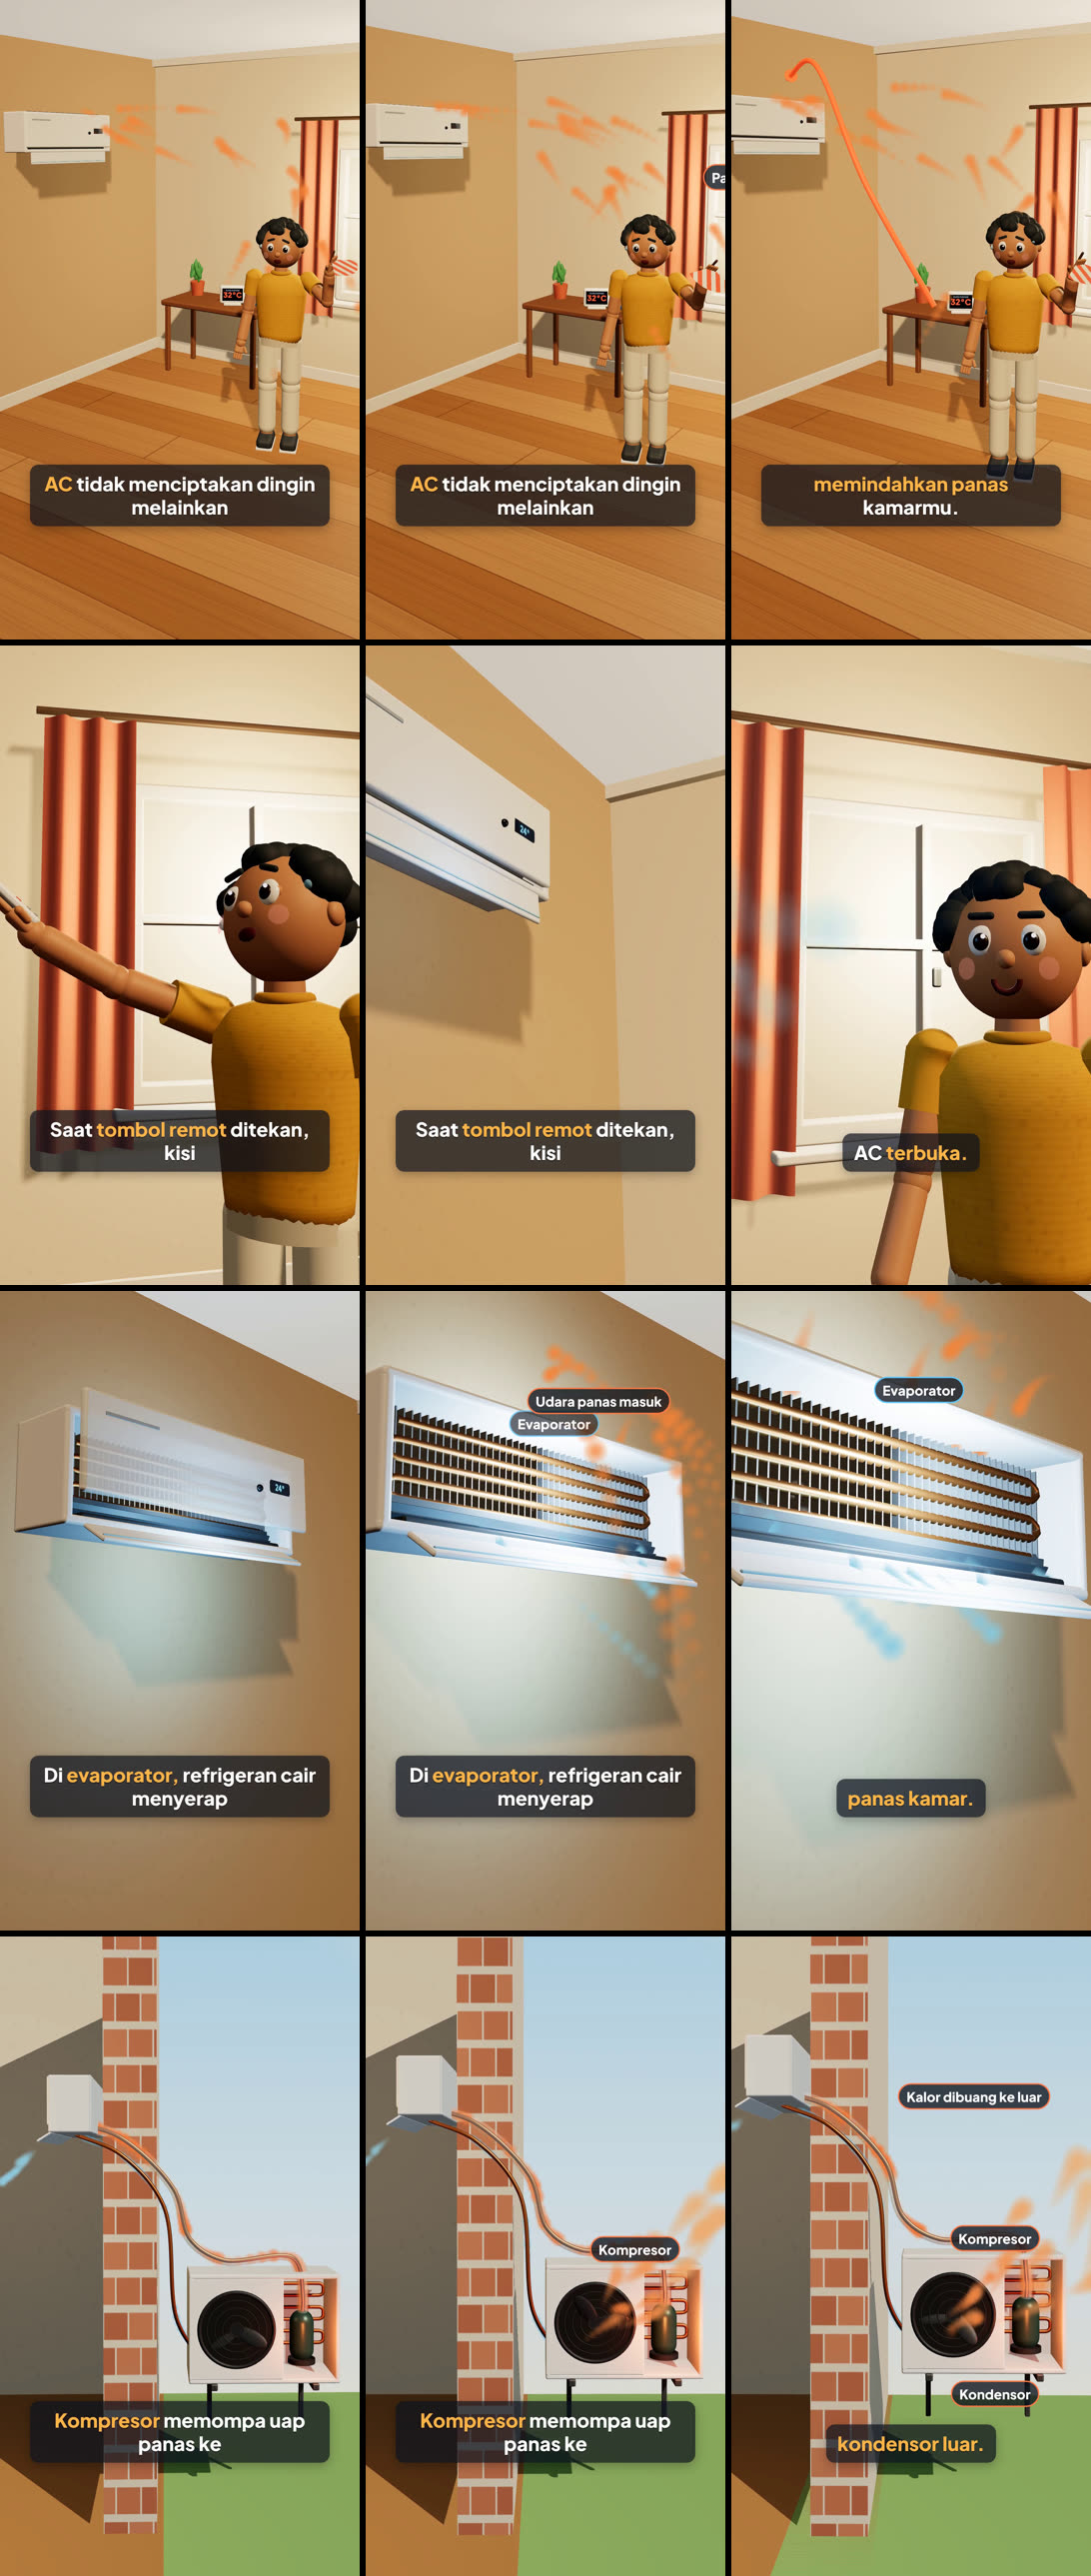 32°C
AC tidak menciptakan dingin
melainkan
Pa
32°C
AC tidak menciptakan dingin
melainkan
32°C
memindahkan panas
kamarmu.
Saat tombol remot ditekan,
kisi
24°
Saat tombol remot ditekan,
kisi
AC terbuka.
24°
Di evaporator, refrigeran cair
menyerap
Udara panas masuk
Evaporator
Di evaporator, refrigeran cair
menyerap
Evaporator
panas kamar.
Kompresor memompa uap
panas ke
Kompresor
Kompresor memompa uap
panas ke
Kalor dibuang ke luar
Kompresor
Kondensor
kondensor luar.